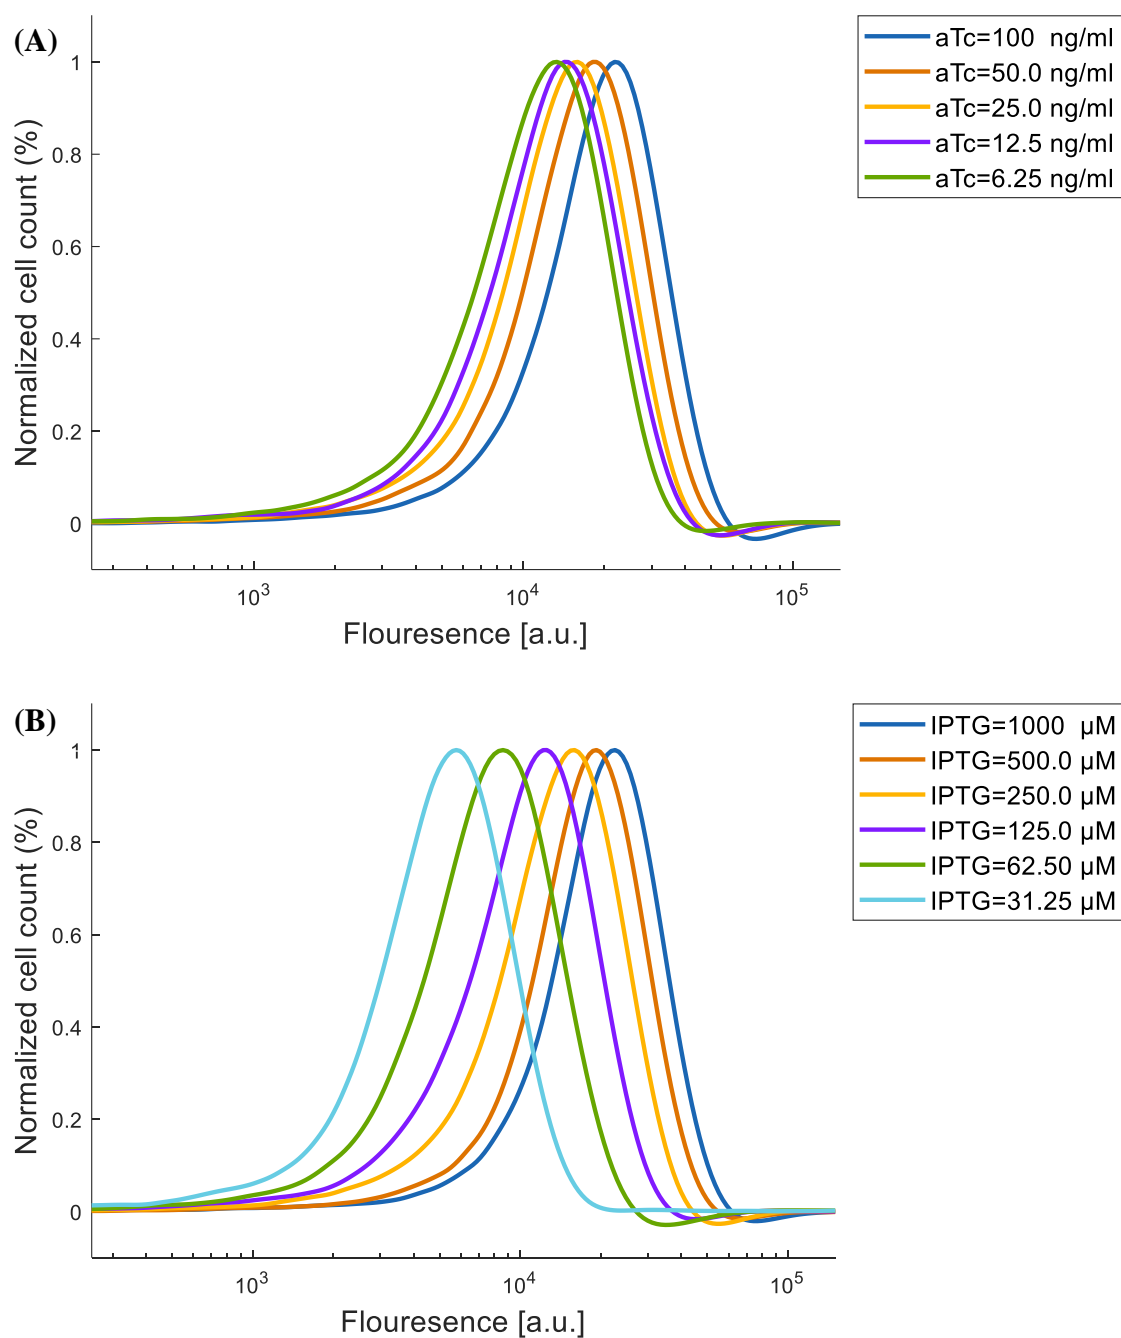 (A)
aTc=100 ng/ml
aTc=50.0 ng/ml
aTc=25.0 ng/ml
aTc=12.5 ng/ml
aTc=6.25 ng/ml
Normalized cell count (%)
1
0.8
0.6
0.4
0.2
0
10³
10⁴
10⁵
Flouresence [a.u.]
(B)
IPTG=1000 µM
IPTG=500.0 µM
IPTG=250.0 µM
IPTG=125.0 µM
IPTG=62.50 µM
IPTG=31.25 µM
Normalized cell count (%)
1
0.8
0.6
0.4
0.2
0
10³
10⁴
10⁵
Flouresence [a.u.]